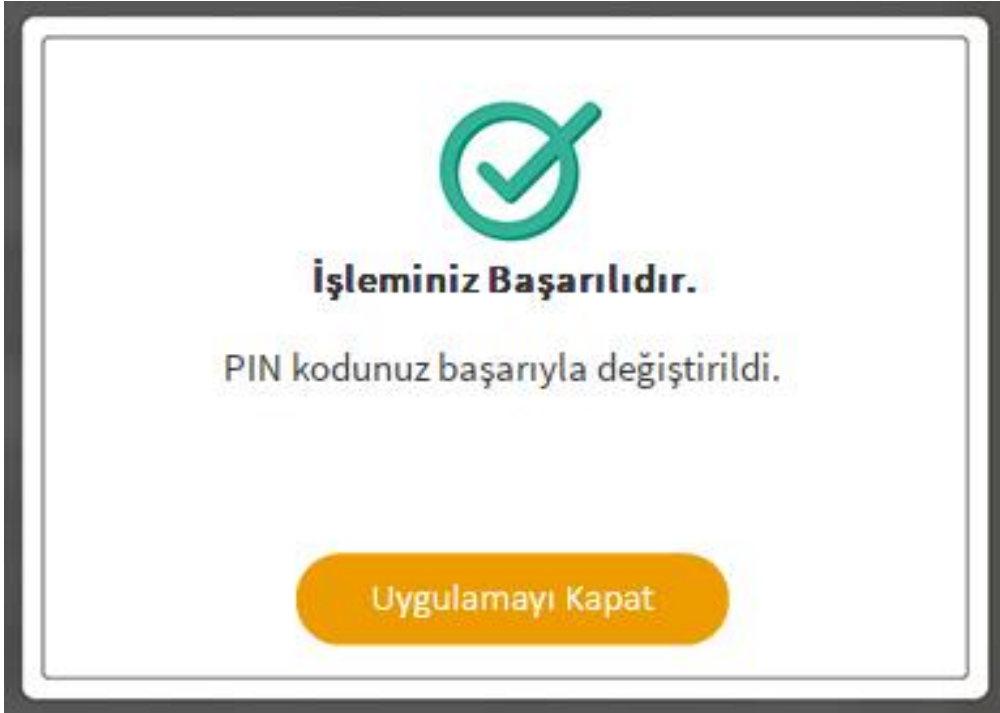 İşleminiz Başarılıdır.
PIN kodunuz başarıyla değiştirildi.
Uygulamayı Kapat